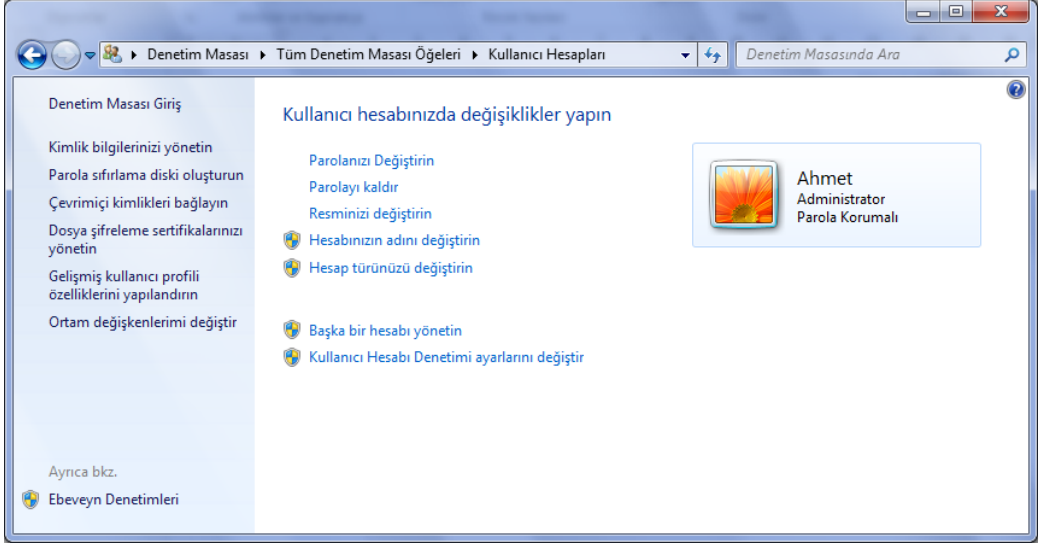 Denetim Masası ▸ Tüm Denetim Masası Öğeleri ▸ Kullanıcı Hesapları
Denetim Masasında Ara
Denetim Masası Giriş
Kimlik bilgilerinizi yönetin
Parola sıfırlama diski oluşturun
Çevrimiçi kimlikleri bağlayın
Dosya şifreleme sertifikalarınızı
yönetin
Gelişmiş kullanıcı profili
özelliklerini yapılandırın
Ortam değişkenlerimi değiştir
Ayrıca bkz.
Ebeveyn Denetimleri
Kullanıcı hesabınızda değişiklikler yapın
Parolanızı Değiştirin
Parolayı kaldır
Resminizi değiştirin
Hesabınızın adını değiştirin
Hesap türünüzü değiştirin
Başka bir hesabı yönetin
Kullanıcı Hesabı Denetimi ayarlarını değiştir
Ahmet
Administrator
Parola Korumalı